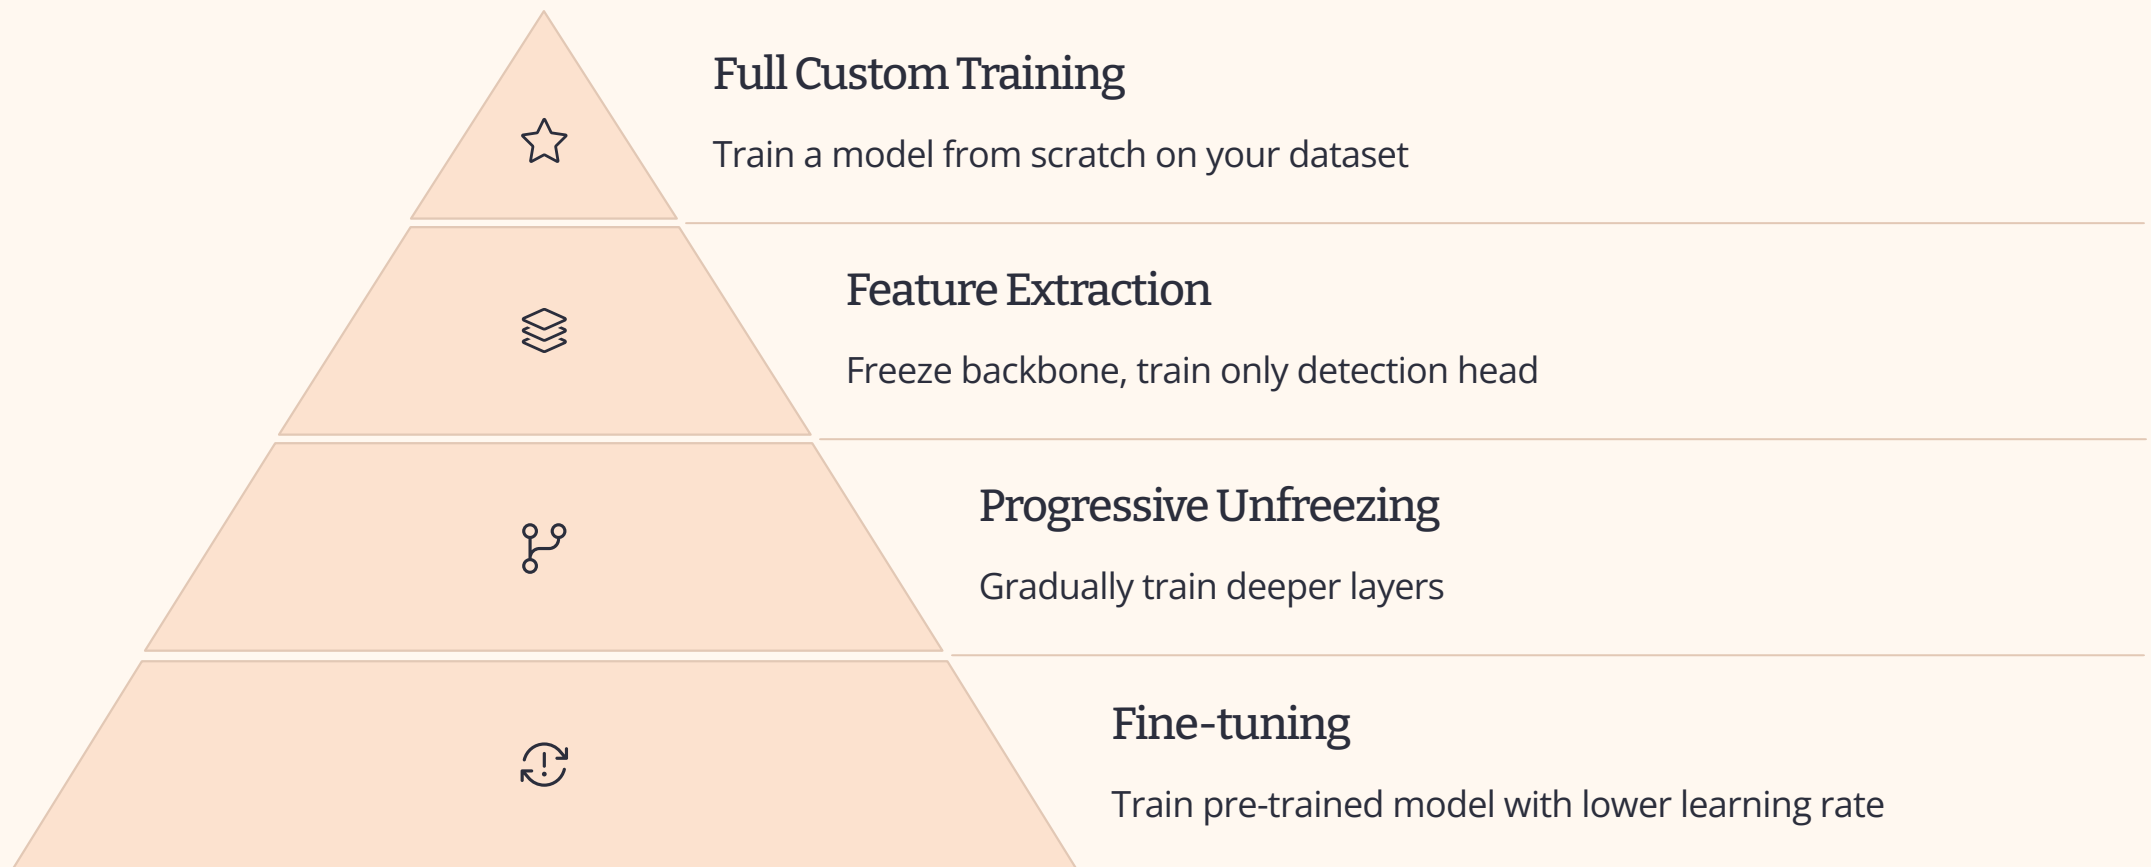 Full Custom Training
Train a model from scratch on your dataset
Feature Extraction
Freeze backbone, train only detection head
Progressive Unfreezing
Gradually train deeper layers
Fine-tuning
Train pre-trained model with lower learning rate